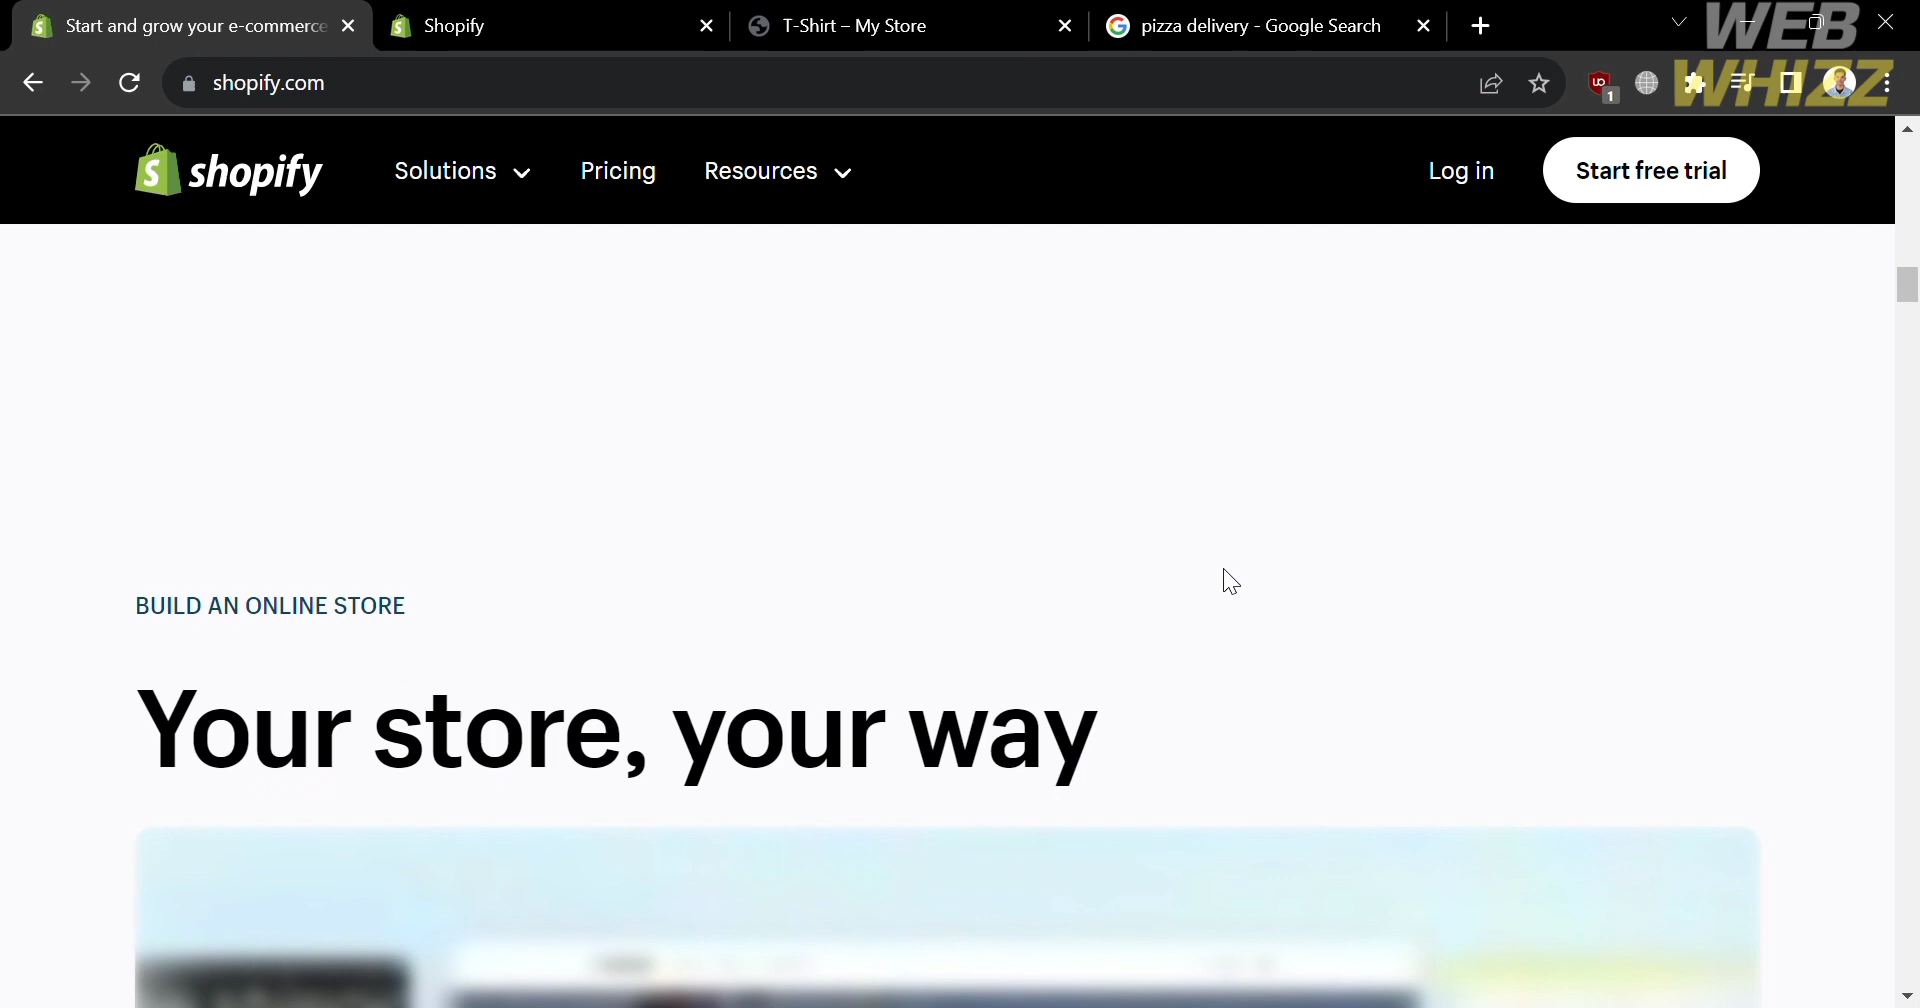 Start and grow your e-commerce
Shopify
T-Shirt – My Store
pizza delivery - Google Search
WEB
WHIZZ
shopify.com
1
shopify
Solutions
Pricing
Resources
Log in
Start free trial
BUILD AN ONLINE STORE
Your store, your way